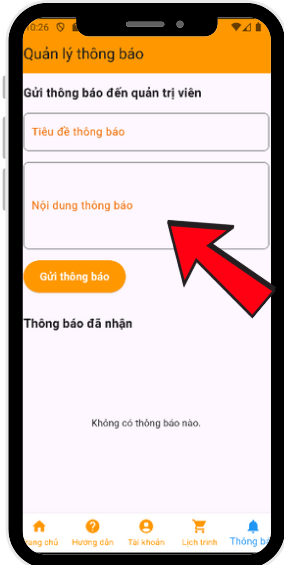 0:26
Quản lý thông báo
Gửi thông báo đến quản trị viên
Tiêu đề thông báo
Nội dung thông báo
Gửi thông báo
Thông báo đã nhận
Không có thông báo nào.
ang chủ Hướng dẫn Tài khoản Lịch trình Thông bá